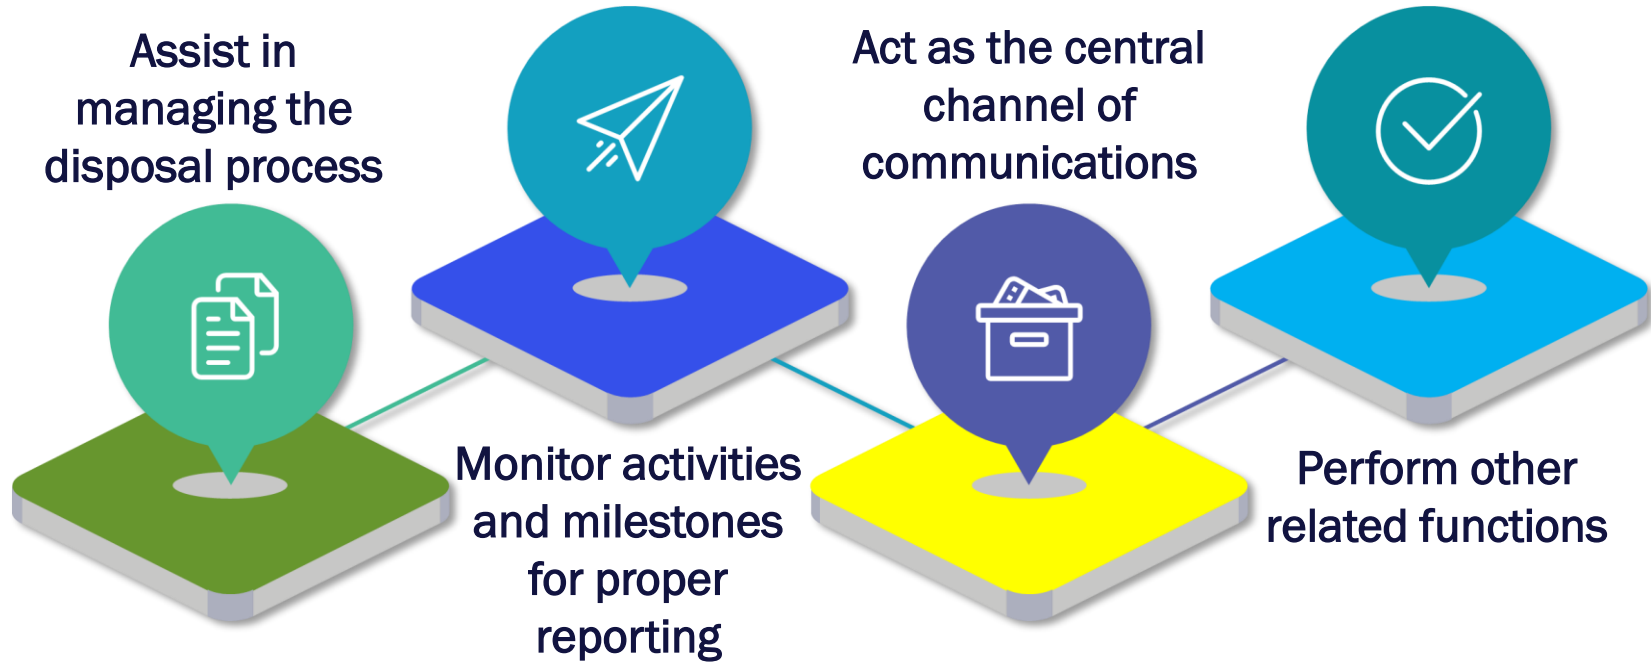 Assist in
managing the
disposal process
Monitor activities
and milestones
for proper
reporting
Act as the central
channel of
communications
Perform other
related functions